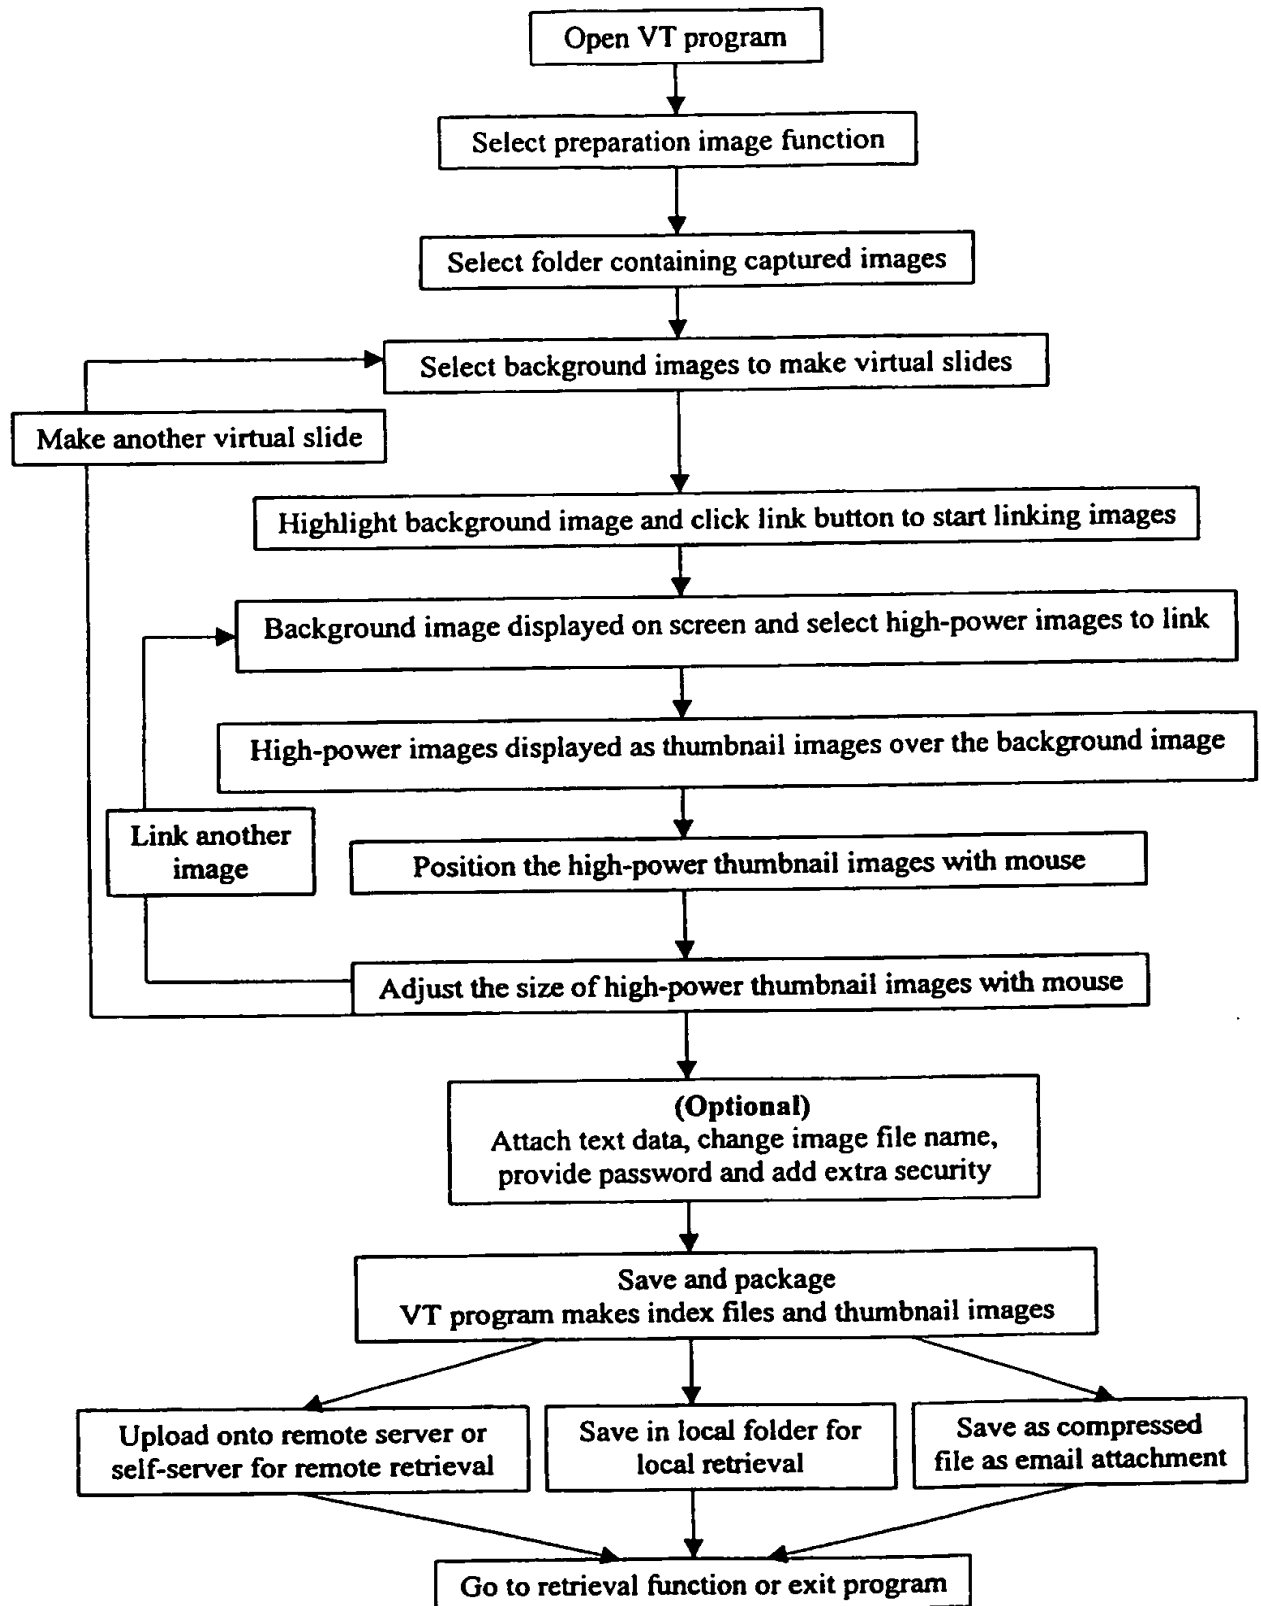 Open VT program
Select preparation image function
Select folder containing captured images
Select background images to make virtual slides
Make another virtual slide
Highlight background image and click link button to start linking images
Background image displayed on screen and select high-power images to link
High-power images displayed as thumbnail images over the background image
Link another
image
Position the high-power thumbnail images with mouse
Adjust the size of high-power thumbnail images with mouse
(Optional)
Attach text data, change image file name,
provide password and add extra security
Save and package
VT program makes index files and thumbnail images
Upload onto remote server or
self-server for remote retrieval
Save in local folder for
local retrieval
Save as compressed
file as email attachment
Go to retrieval function or exit program